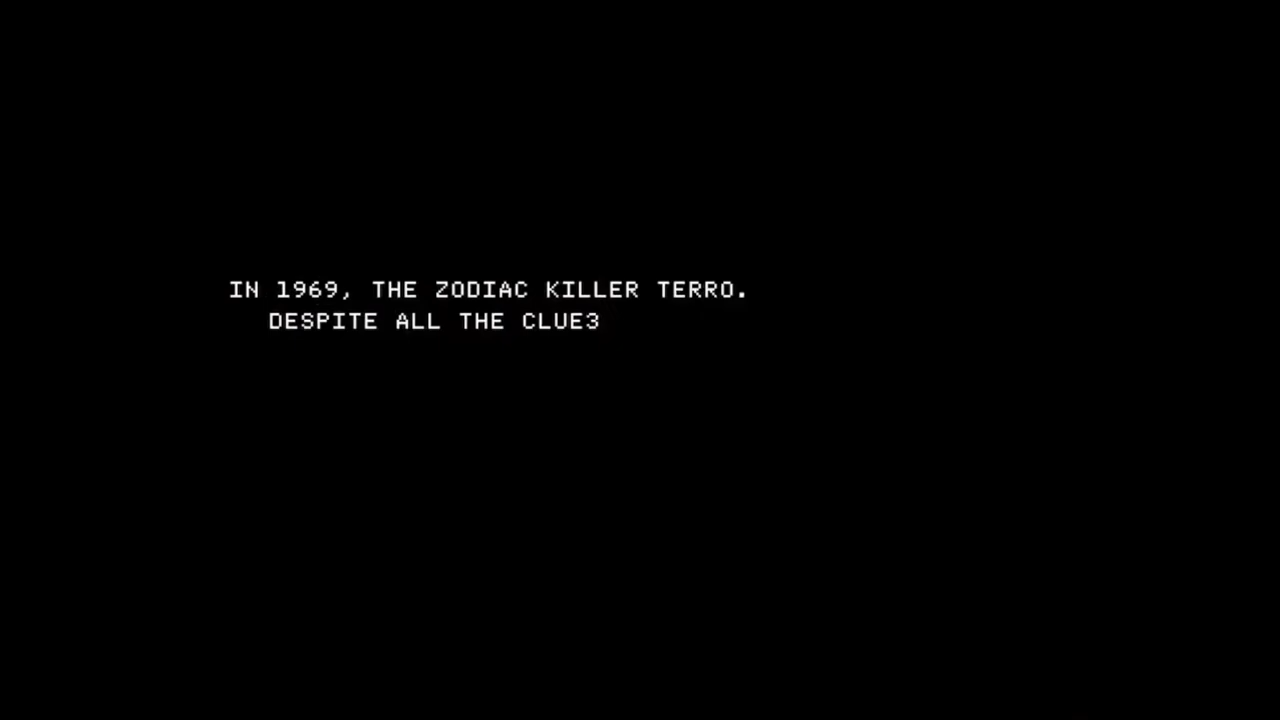 IN 1969, THE ZODIAC KILLER TERRO.
DESPITE ALL THE CLUE3